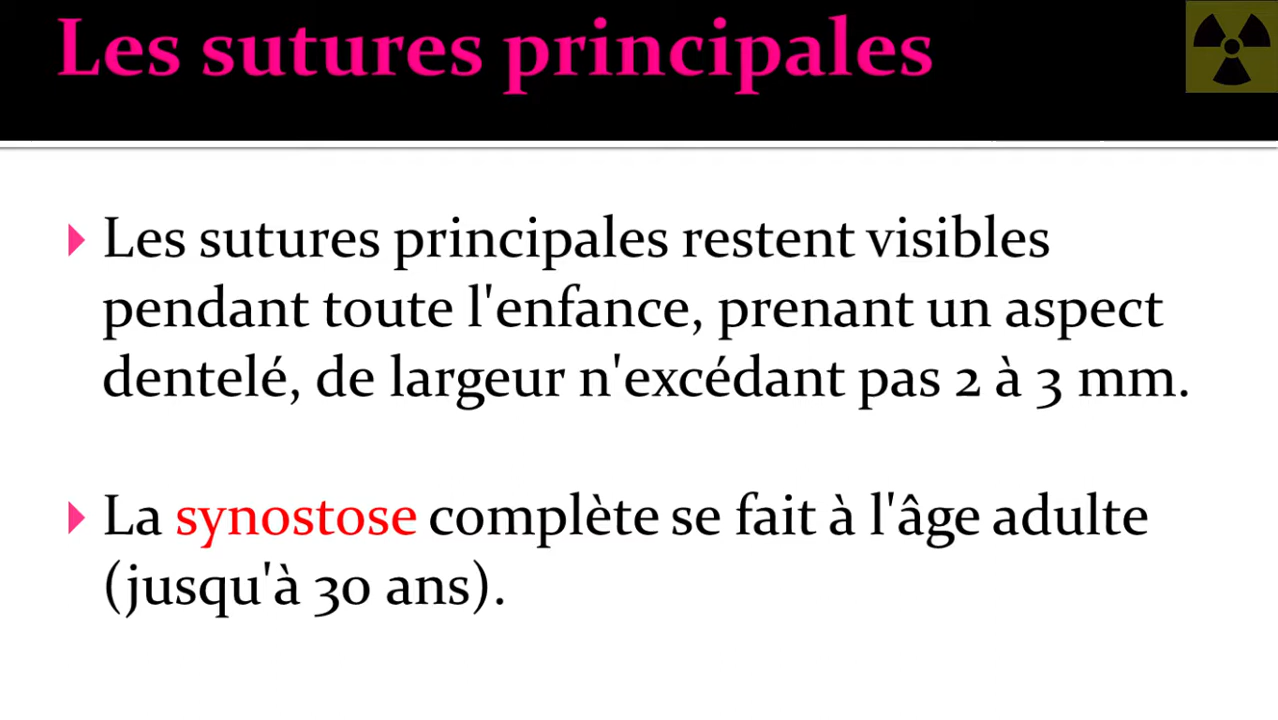 Les sutures principales
Les sutures principales restent visibles
pendant toute l'enfance, prenant un aspect
dentelé, de largeur n'excédant pas 2 à 3 mm.
La synostose complète se fait à l'âge adulte
(jusqu'à 30 ans).